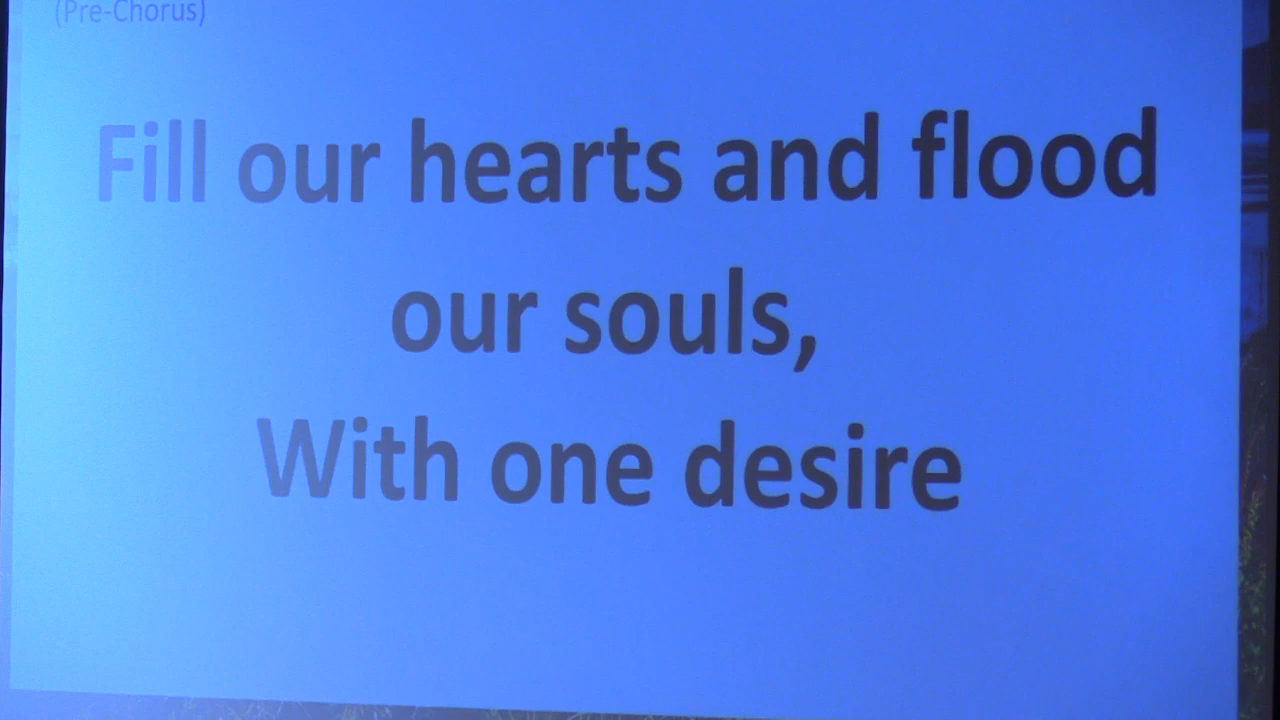 (Pre-Chorus)
Fill our hearts and flood
our souls,
With one desire